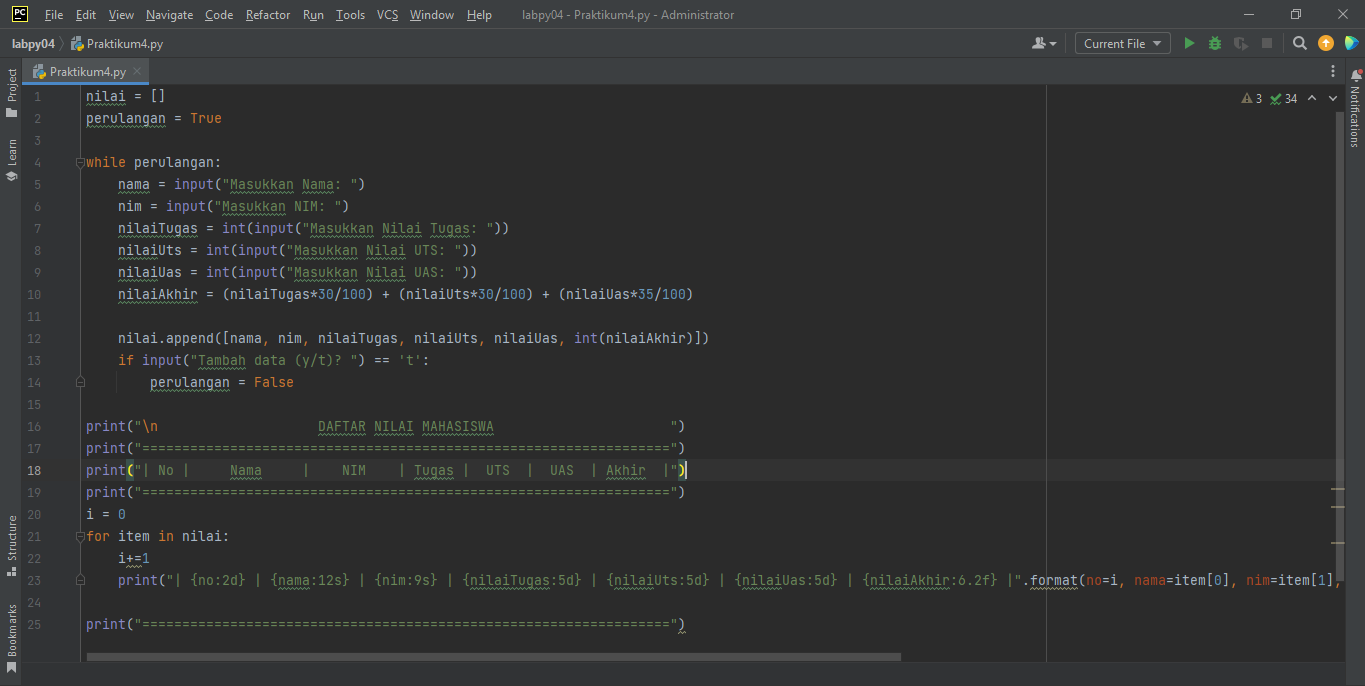 PC File Edit View Navigate Code Refactor Run Tools VCS Window Help labpy04 - Praktikum4.py - Administrator
labpy04 Praktikum4.py Current File
Praktikum4.py
Project
Learn
Structure
Bookmarks
Notifications
3 34
1 nilai = []
2 perulangan = True
3
4 while perulangan:
5     nama = input("Masukkan Nama: ")
6     nim = input("Masukkan NIM: ")
7     nilaiTugas = int(input("Masukkan Nilai Tugas: "))
8     nilaiUts = int(input("Masukkan Nilai UTS: "))
9     nilaiUas = int(input("Masukkan Nilai UAS: "))
10     nilaiAkhir = (nilaiTugas*30/100) + (nilaiUts*30/100) + (nilaiUas*35/100)
11
12     nilai.append([nama, nim, nilaiTugas, nilaiUts, nilaiUas, int(nilaiAkhir)])
13     if input("Tambah data (y/t)? ") == 't':
14         perulangan = False
15
16 print("\n                    DAFTAR NILAI MAHASISWA                      ")
17 print("==================================================================")
18 print("| No |     Nama     |    NIM    | Tugas |  UTS  |  UAS  | Akhir  |")
19 print("==================================================================")
20 i = 0
21 for item in nilai:
22     i+=1
23     print("| {no:2d} | {nama:12s} | {nim:9s} | {nilaiTugas:5d} | {nilaiUts:5d} | {nilaiUas:5d} | {nilaiAkhir:6.2f} |".format(no=i, nama=item[0], nim=item[1],
24
25 print("==================================================================")